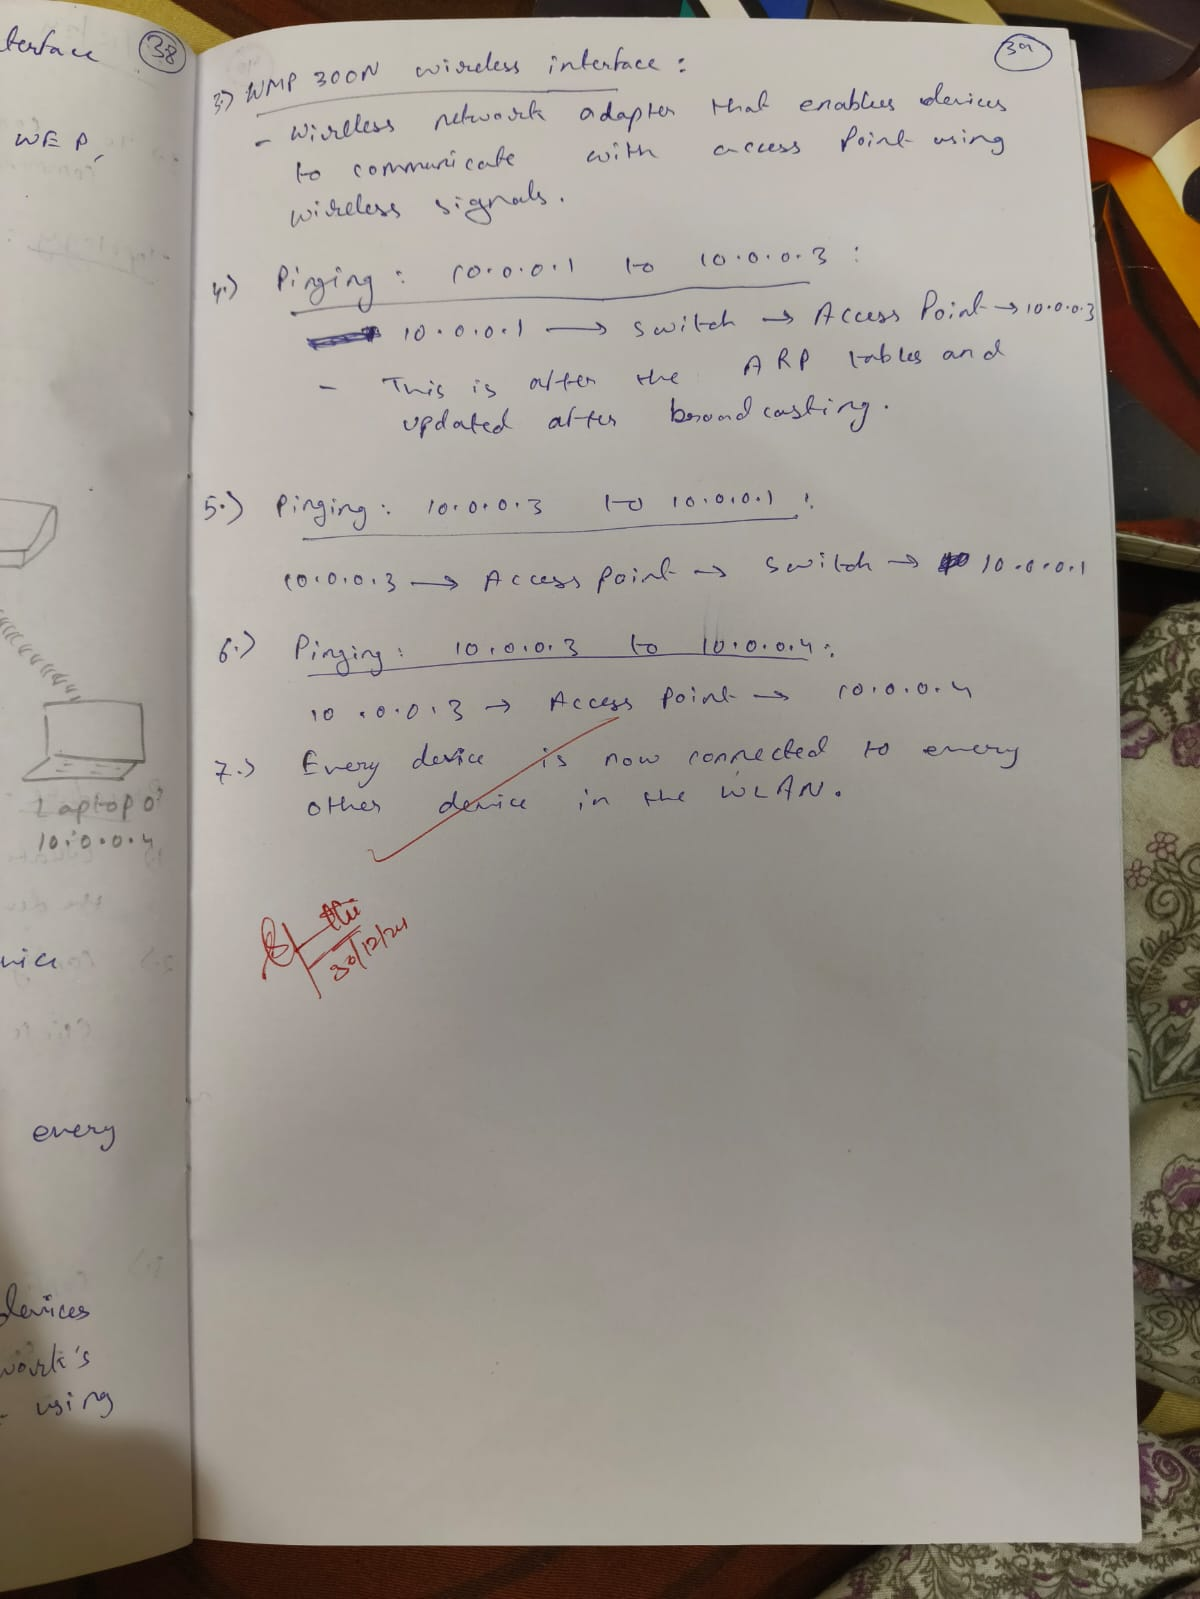 terface
38
WEP,
Laptop 0
10.0.0.4
vice
every
devices
work's
- using
39
3.) WMP 300N wireless interface :
- Wireless network adapter that enables devices
to communicate with access point using
wireless signals.
4.) Pinging : 10.0.0.1 to 10.0.0.3 :
10.0.0.1 → switch → Access Point → 10.0.0.3
- This is after the ARP tables and
updated after broadcasting.
5.) Pinging : 10.0.0.3 to 10.0.0.1 :
10.0.0.3 → Access point → Switch → 10.0.0.1
6.) Pinging : 10.0.0.3 to 10.0.0.4 :
10.0.0.3 → Access Point → 10.0.0.4
7.) Every device is now connected to every
other device in the WLAN.
30/12/24